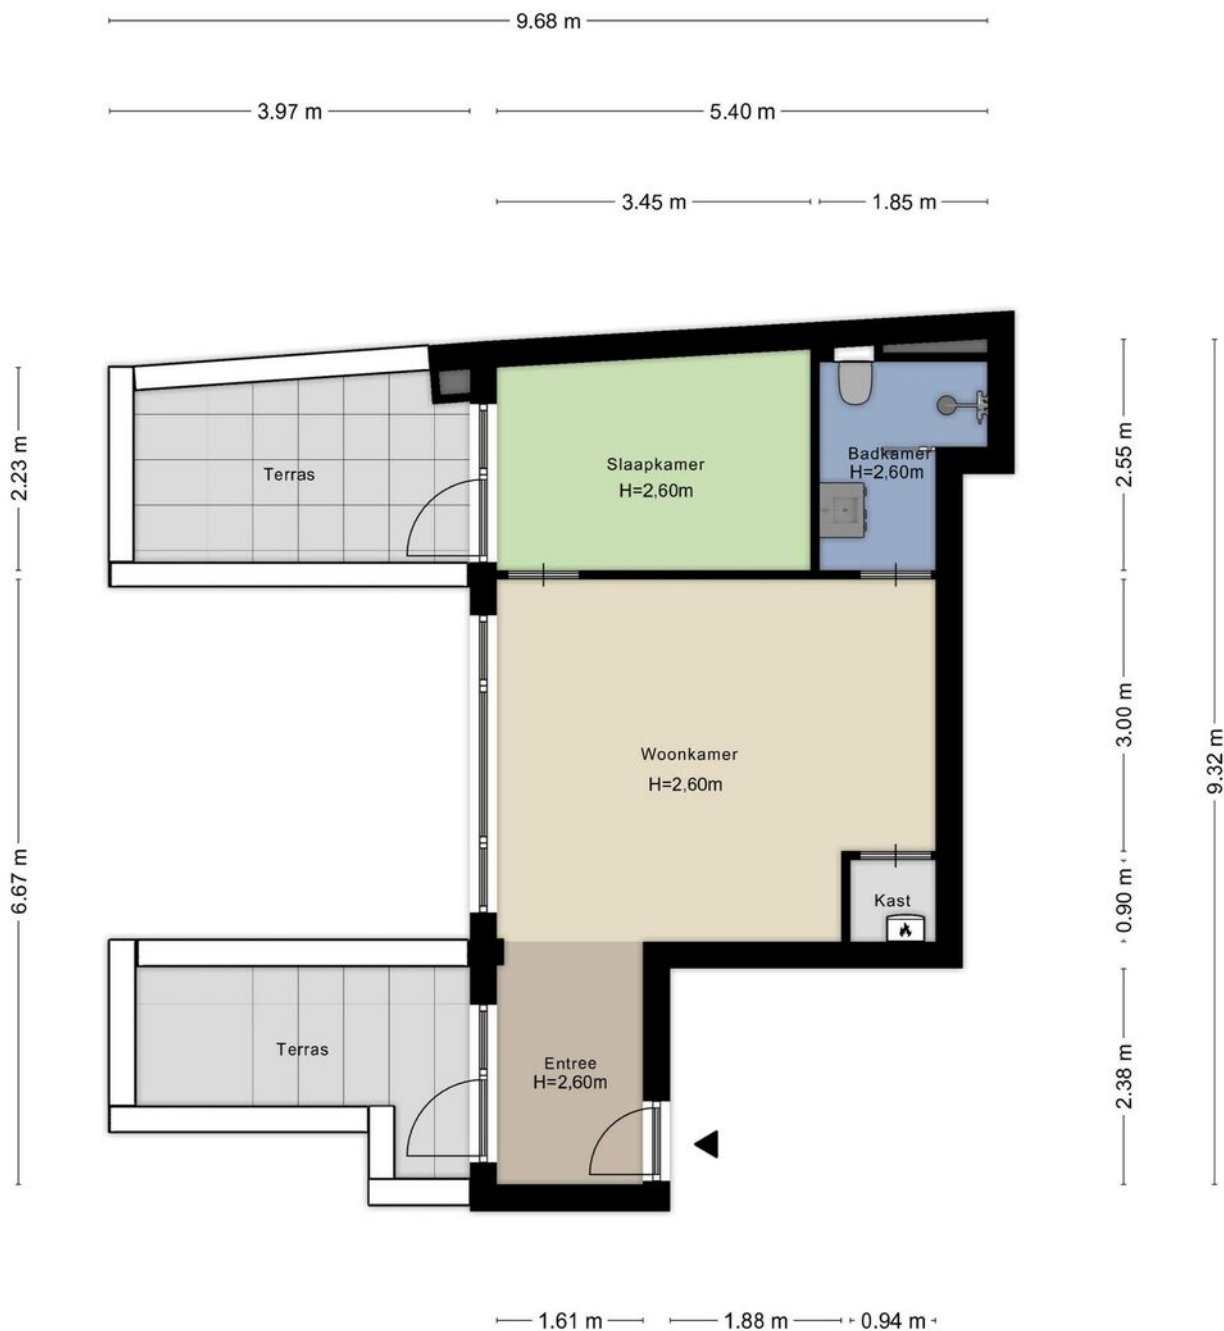 9.68 m
3.97 m
5.40 m
3.45 m
1.85 m
2.23 m
6.67 m
Terras
Slaapkamer
H=2,60m
Badkamer
H=2,60m
Woonkamer
H=2,60m
Kast
Terras
Entree
H=2,60m
2.55 m
3.00 m
0.90 m
2.38 m
9.32 m
1.61 m
1.88 m
0.94 m